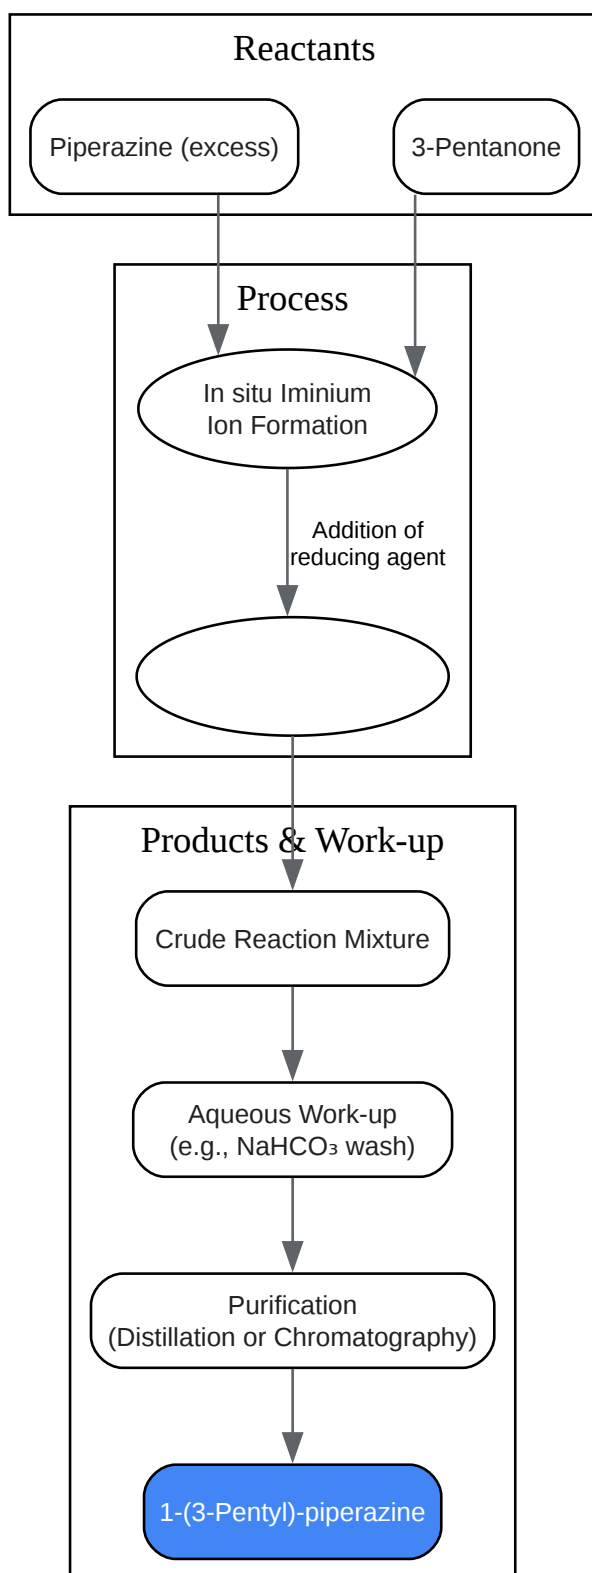 Reactants
Piperazine (excess)
3-Pentanone
Process
In situ Iminium
Ion Formation
Addition of
reducing agent
Products & Work-up
Crude Reaction Mixture
Aqueous Work-up
(e.g., NaHCO₃ wash)
Purification
(Distillation or Chromatography)
1-(3-Pentyl)-piperazine